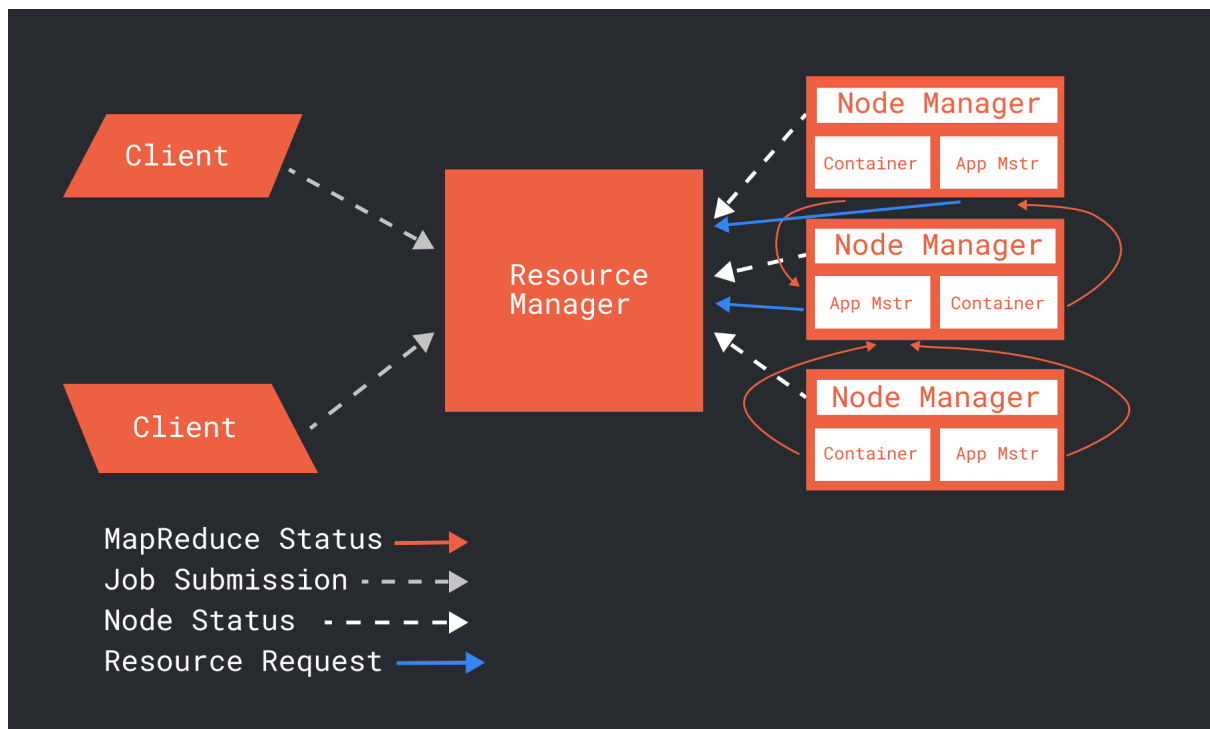 Client
Client
Resource
Manager
Node Manager
Container
App Mstr
Node Manager
App Mstr
Container
Node Manager
Container
App Mstr
MapReduce Status
Job Submission
Node Status
Resource Request